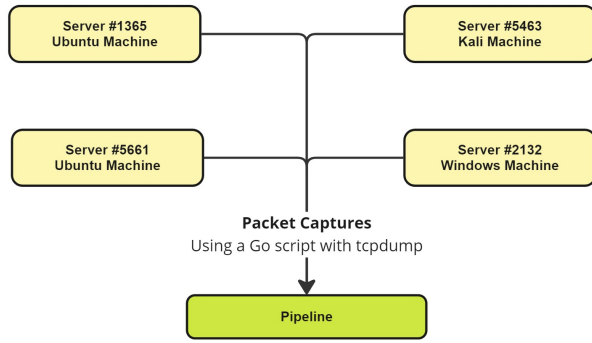 Server #1365
Ubuntu Machine
Server #5463
Kali Machine
Server #5661
Ubuntu Machine
Server #2132
Windows Machine
Packet Captures
Using a Go script with tcpdump
Pipeline